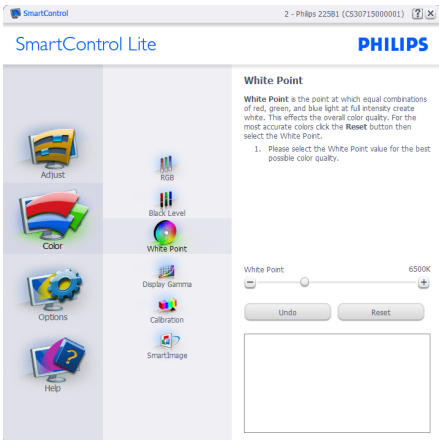 SmartControl
2 - Philips 225B1 (CS30715000001)
SmartControl Lite
PHILIPS
Adjust
Color
Options
Help
RGB
Black Level
White Point
Display Gamma
Calibration
SmartImage
White Point
White Point is the point at which equal combinations
of red, green, and blue light at full intensity create
white. This effects the overall color quality. For the
most accurate colors click the Reset button then
select the White Point.
1. Please select the White Point value for the best
possible color quality.
White Point 6500K
Undo Reset